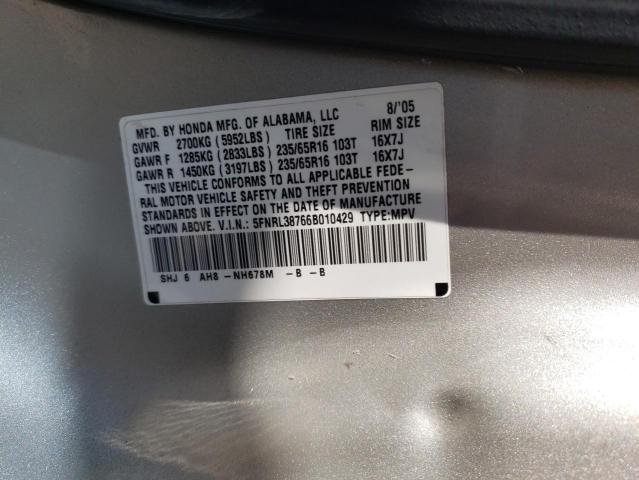 MFD. BY HONDA MFG. OF ALABAMA, LLC 8/'05
GVWR 2700KG (5952LBS) TIRE SIZE RIM SIZE
GAWR F 1285KG (2833LBS) 235/65R16 103T 16X7J
GAWR R 1450KG (3197LBS) 235/65R16 103T 16X7J
THIS VEHICLE CONFORMS TO ALL APPLICABLE FEDE-
RAL MOTOR VEHICLE SAFETY AND THEFT PREVENTION
STANDARDS IN EFFECT ON THE DATE OF MANUFACTURE
SHOWN ABOVE. V.I.N.: 5FNRL38766B010429 TYPE:MPV
SHJ 6 AH8 -NH678M -B -B